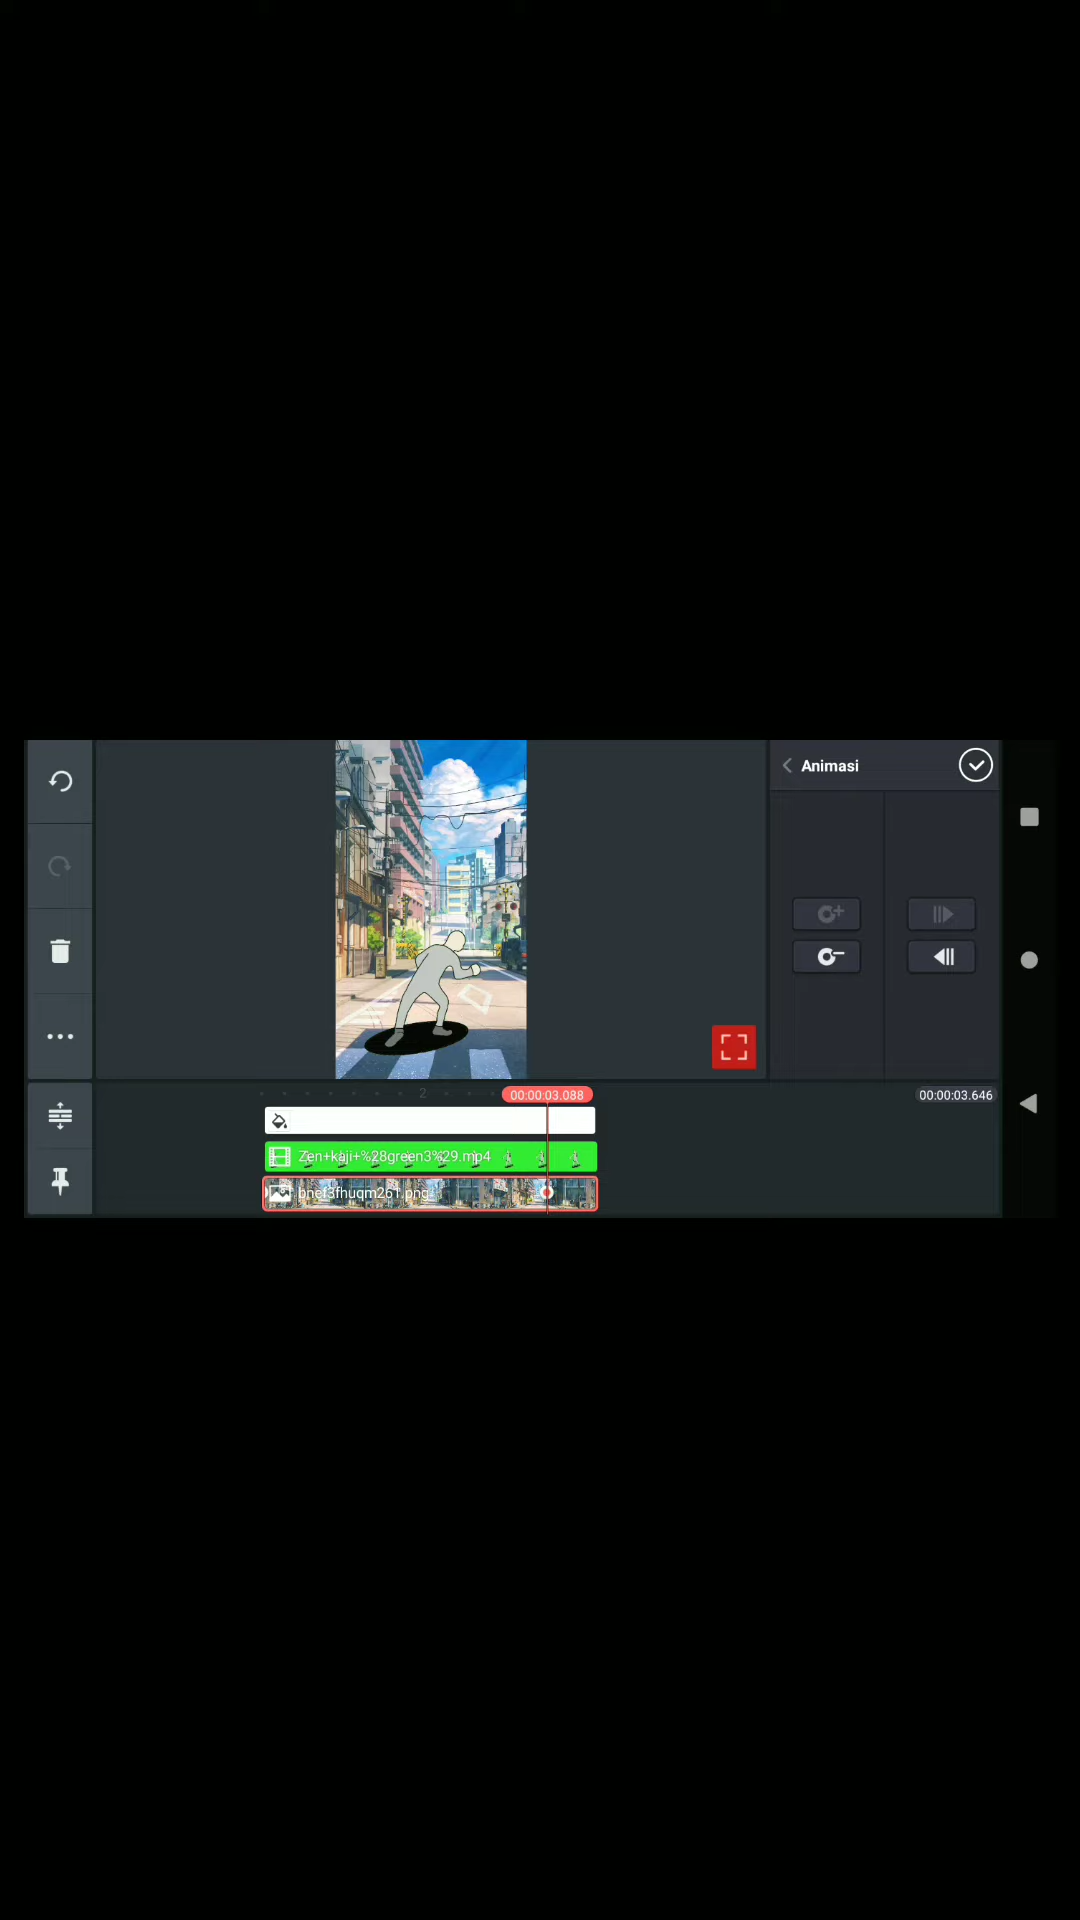 Animasi
2
00:00:03.088
00:00:03.646
Zen+kaji+%28green3%29.mp4
bnef3fhuqm261.png